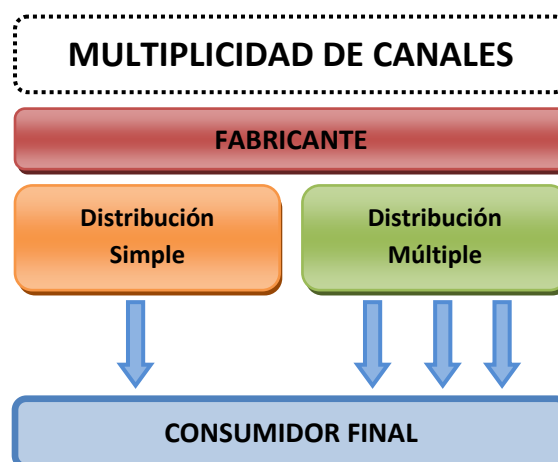 MULTIPLICIDAD DE CANALES
FABRICANTE
Distribución
Simple
Distribución
Múltiple
CONSUMIDOR FINAL